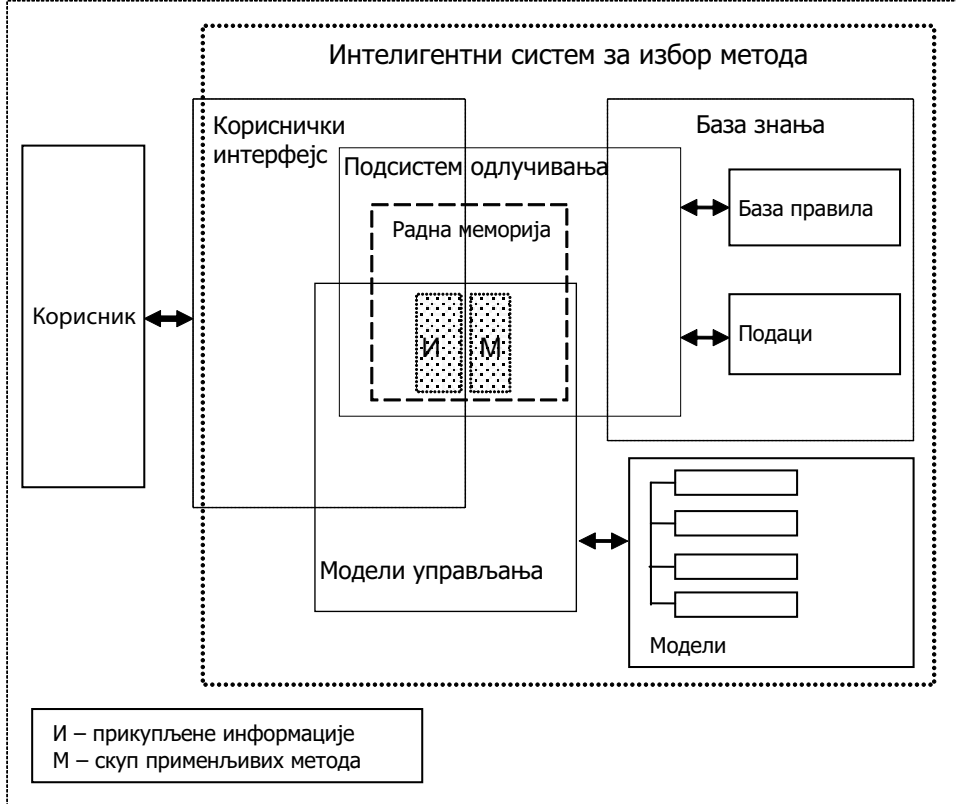 Интелигентни систем за избор метода
Кориснички
интерфејс
База знања
Подсистем одлучивања
База правила
Радна меморија
Корисник
И
М
Подаци
Модели управљања
Модели
И – прикупљене информације
М – скуп применљивих метода